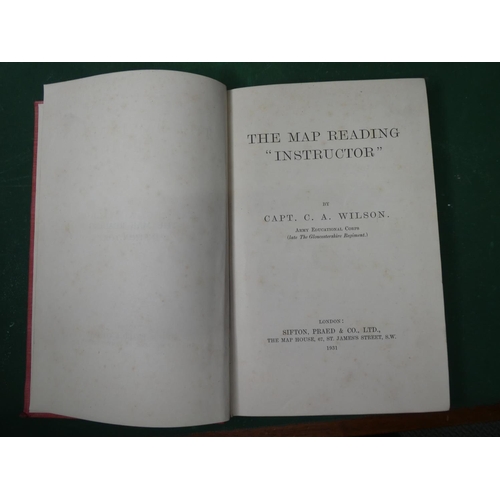 THE MAP READING
"INSTRUCTOR"
BY
CAPT. C. A. WILSON.
ARMY EDUCATIONAL CORPS
(late The Gloucestershire Regiment.)
LONDON:
SIFTON, PRAED & CO., LTD.,
THE MAP HOUSE, 67, ST. JAMES'S STREET, S.W.
1921